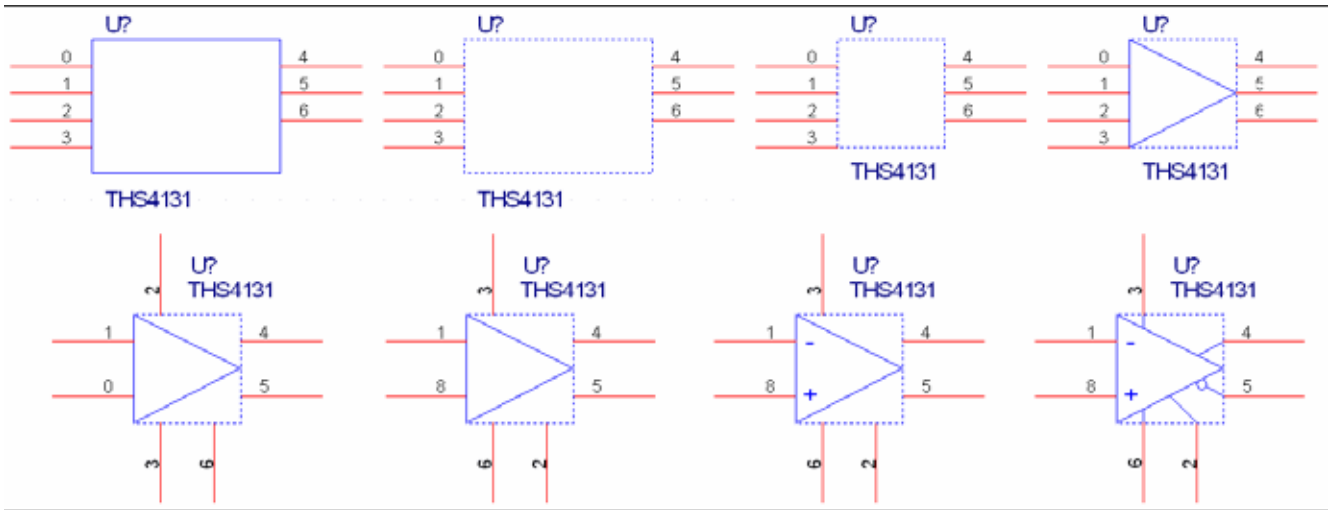 U? U? U? U?
0 4 0 4 0 4 0 4
1 5 1 5 1 5 1 5
2 6 2 6 2 6 2 6
3 3 3 3
THS4131 THS4131
THS4131 THS4131
U? U? U? U?
2 THS4131 3 THS4131 3 THS4131 3 THS4131
1 4 1 4 1 - 4 1 - 4
0 5 8 5 8 + 5 8 + 5
3 6 6 2 6 2 6 2